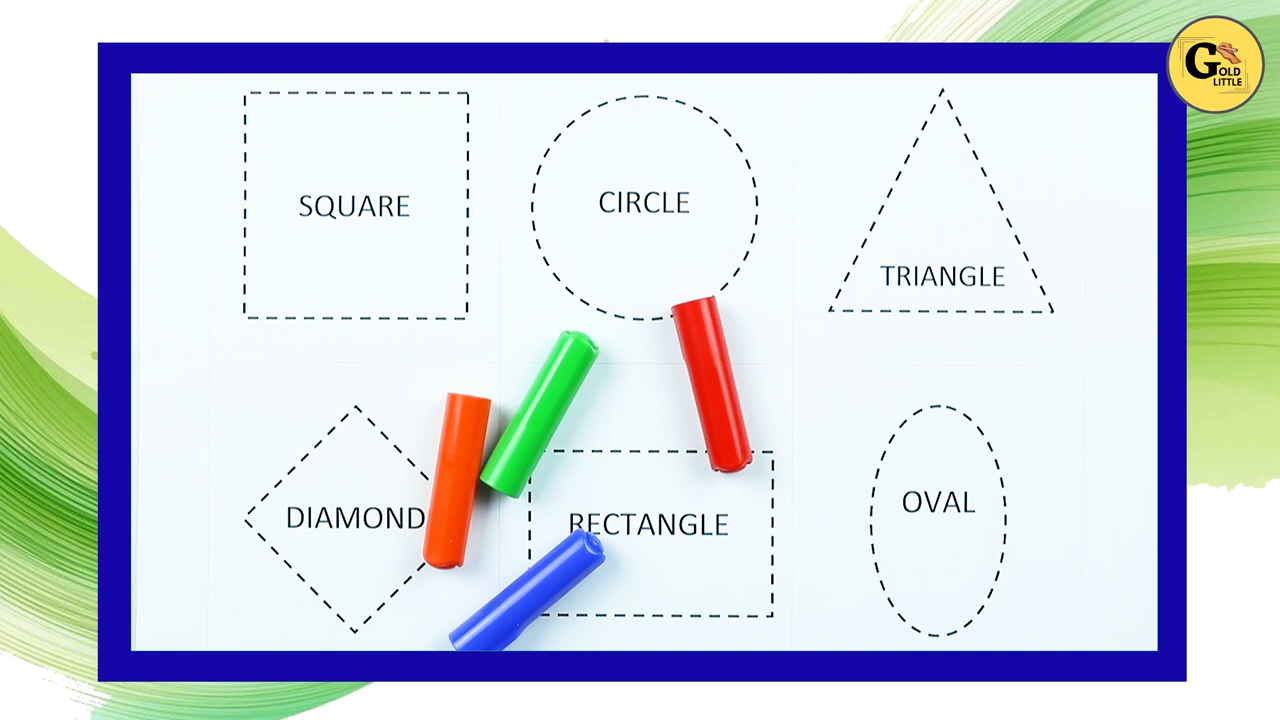 SQUARE
CIRCLE
TRIANGLE
DIAMOND
RECTANGLE
OVAL
GOLD
LITTLE